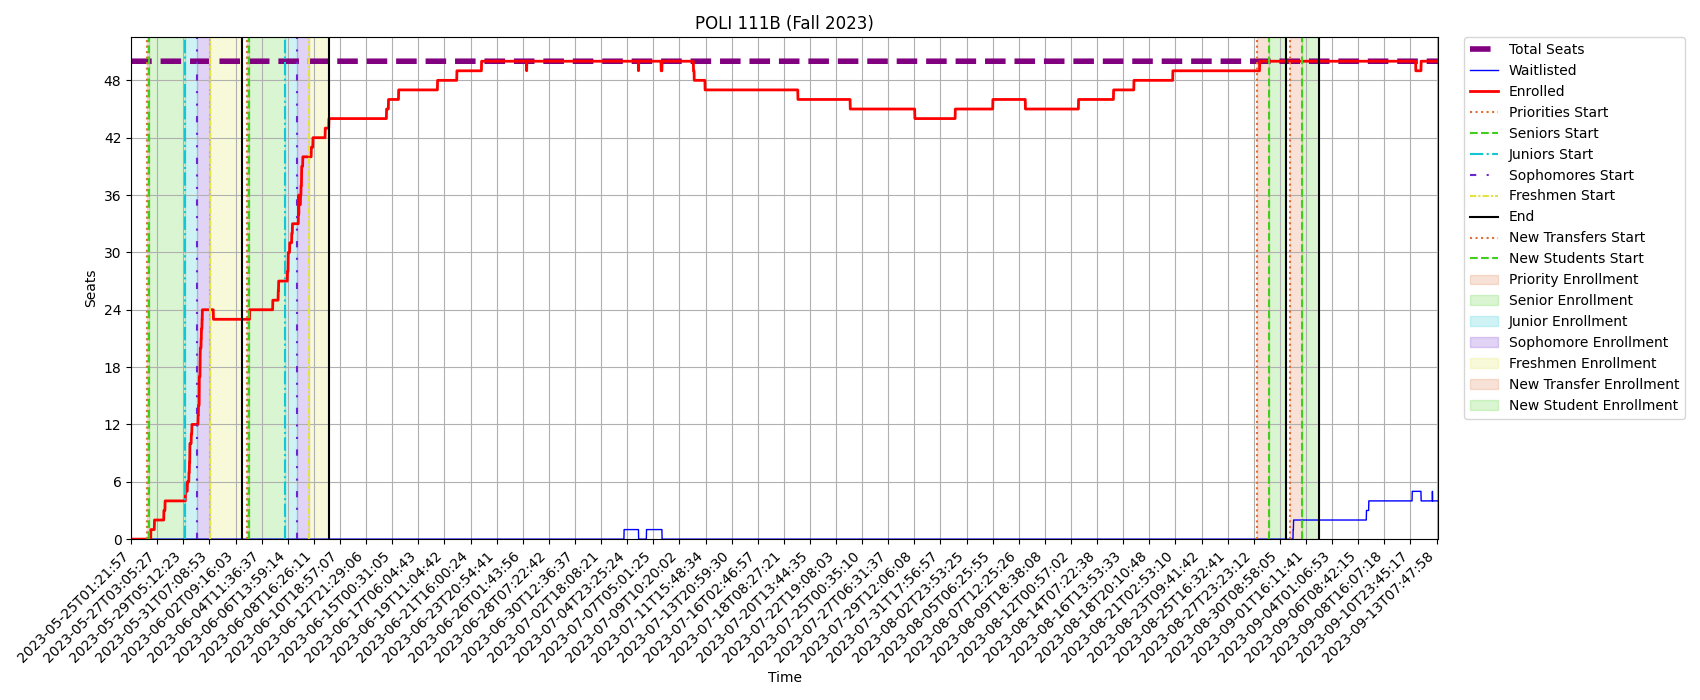 POLI 111B (Fall 2023)
Seats
48
42
36
30
24
18
12
6
0
2023-05-25T01:21:57
2023-05-27T03:05:27
2023-05-29T05:12:23
2023-05-31T07:08:53
2023-06-02T09:16:03
2023-06-04T11:36:37
2023-06-06T13:59:14
2023-06-08T16:26:11
2023-06-10T18:57:07
2023-06-12T21:29:06
2023-06-15T00:31:05
2023-06-17T06:04:43
2023-06-19T11:04:42
2023-06-21T16:00:24
2023-06-23T20:54:41
2023-06-26T01:43:56
2023-06-28T07:22:42
2023-06-30T12:36:37
2023-07-02T18:08:21
2023-07-04T23:25:24
2023-07-07T05:01:25
2023-07-09T10:20:02
2023-07-11T15:48:34
2023-07-13T20:59:30
2023-07-16T02:46:57
2023-07-18T08:27:21
2023-07-20T13:44:35
2023-07-22T19:08:03
2023-07-25T00:35:10
2023-07-27T06:31:37
2023-07-29T12:06:08
2023-07-31T17:56:57
2023-08-02T23:53:25
2023-08-05T06:25:55
2023-08-07T12:25:26
2023-08-09T18:38:09
2023-08-12T00:57:02
2023-08-14T07:22:38
2023-08-16T13:53:33
2023-08-18T20:10:48
2023-08-21T02:53:10
2023-08-23T09:41:42
2023-08-25T16:32:41
2023-08-27T23:23:12
2023-08-30T08:58:05
2023-09-01T16:11:41
2023-09-04T01:06:53
2023-09-06T08:42:15
2023-09-08T16:07:18
2023-09-10T23:45:17
2023-09-13T07:47:58
Time
Total Seats
Waitlisted
Enrolled
Priorities Start
Seniors Start
Juniors Start
Sophomores Start
Freshmen Start
End
New Transfers Start
New Students Start
Priority Enrollment
Senior Enrollment
Junior Enrollment
Sophomore Enrollment
Freshmen Enrollment
New Transfer Enrollment
New Student Enrollment